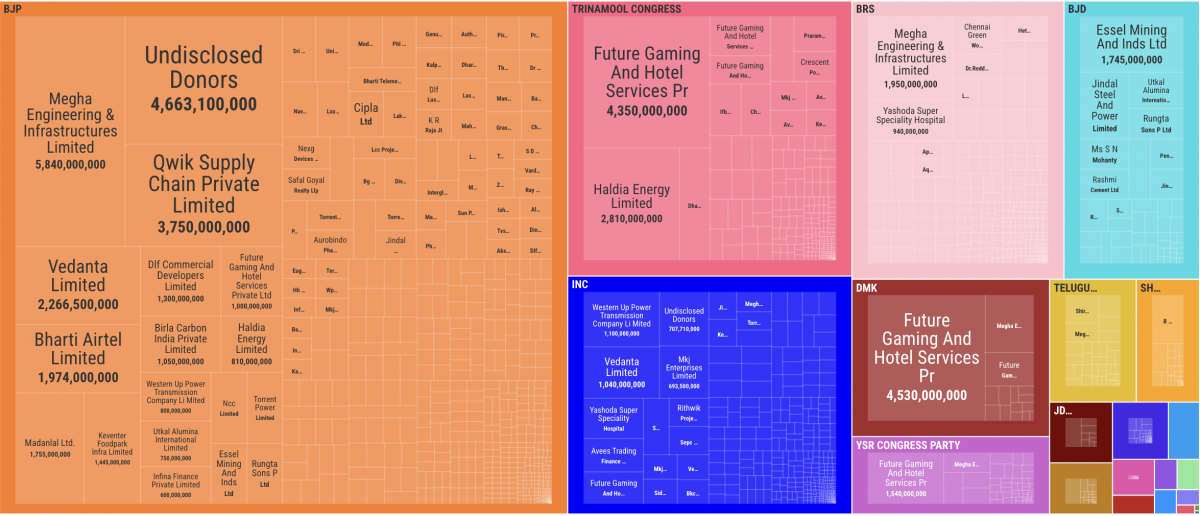 BJP
Megha
Engineering &
Infrastructures
Limited
5,840,000,000
Undisclosed
Donors
4,663,100,000
Qwik Supply
Chain Private
Limited
3,750,000,000
Vedanta
Limited
2,266,500,000
Bharti Airtel
Limited
1,974,000,000
Madanlal Ltd.
1,755,000,000
Keventer
Foodpark
Infra Limited
1,445,000,000
Dlf Commercial
Developers
Limited
1,300,000,000
Future
Gaming And
Hotel
Services
Private Ltd
1,000,000,000
Birla Carbon
India Private
Limited
1,050,000,000
Haldia
Energy
Limited
810,000,000
Western Up Power
Transmission
Company Li Mited
800,000,000
Utkal Alumina
International
Limited
750,000,000
Infina Finance
Private Limited
600,000,000
Ncc
Limited
Torrent
Power
Limited
Essel
Mining
And
Inds
Ltd
Rungta
Sons P
Ltd
Sri ...
Uni...
Mod...
Phl ...
Genu...
Auth...
Pir...
Pr...
Bharti Teleme...
Kalp...
Dhar...
Th...
Dr ...
Nav...
Lax...
Cipla
Ltd
Lak...
Dlf
Lux...
Las...
Man...
Ba...
K R
Raja Jt
Mah...
Gras...
Ch...
Nexg
Devices ...
Lcc Proje...
L...
T...
S D ...
Vard...
Safal Goyal
Realty Llp
Bg ...
Div...
Intergl...
M...
Z...
Ray ...
P...
Torrent...
Torre...
Ma...
Sun P...
Ish...
Al...
Aurobindo
Pha...
Jindal
...
Ph...
Tvs...
Din...
Aks...
Dlf...
Eug...
Tor...
Hh ...
Wp...
Inf...
Mkj...
Ba...
In...
Ka...
TRINAMOOL CONGRESS
Future Gaming
And Hotel
Services Pr
4,350,000,000
Haldia Energy
Limited
2,810,000,000
Dha...
Future Gaming
And Hotel
Services ...
Future Gaming
And Ho...
Praram...
Crescent
Po...
Ifb...
Ch...
Mkj ...
Au...
Av...
Ke...
INC
Western Up Power
Transmission
Company Li Mited
1,100,000,000
Undisclosed
Donors
707,710,000
Vedanta
Limited
1,040,000,000
Mkj
Enterprises
Limited
693,500,000
Ji...
Megh...
Ke...
Torr...
Yashoda Super
Speciality
Hospital
S...
Rithwik
Proje...
Avees Trading
Finance ...
Sepc ...
Future Gaming
And Ho...
Mkj...
Ve...
Sid...
Bkc...
BRS
Megha
Engineering &
Infrastructures
Limited
1,950,000,000
Yashoda Super
Speciality Hospital
940,000,000
Chennai
Green
Wo...
Het...
Dr.Redd...
L...
Ap...
Aq...
BJD
Essel Mining
And Inds Ltd
1,745,000,000
Jindal
Steel
And
Power
Limited
Utkal
Alumina
Internatio...
Rungta
Sons P Ltd
Ms S N
Mohanty
Pen...
Rashmi
Cement Ltd
Jin...
R...
S...
DMK
Future
Gaming And
Hotel Services
Pr
4,530,000,000
Megha E...
Future
Gam...
YSR CONGRESS PARTY
Future Gaming
And Hotel
Services Pr
1,540,000,000
Megha E...
TELUGU...
Shir...
Meg...
SH...
B ...
JD...